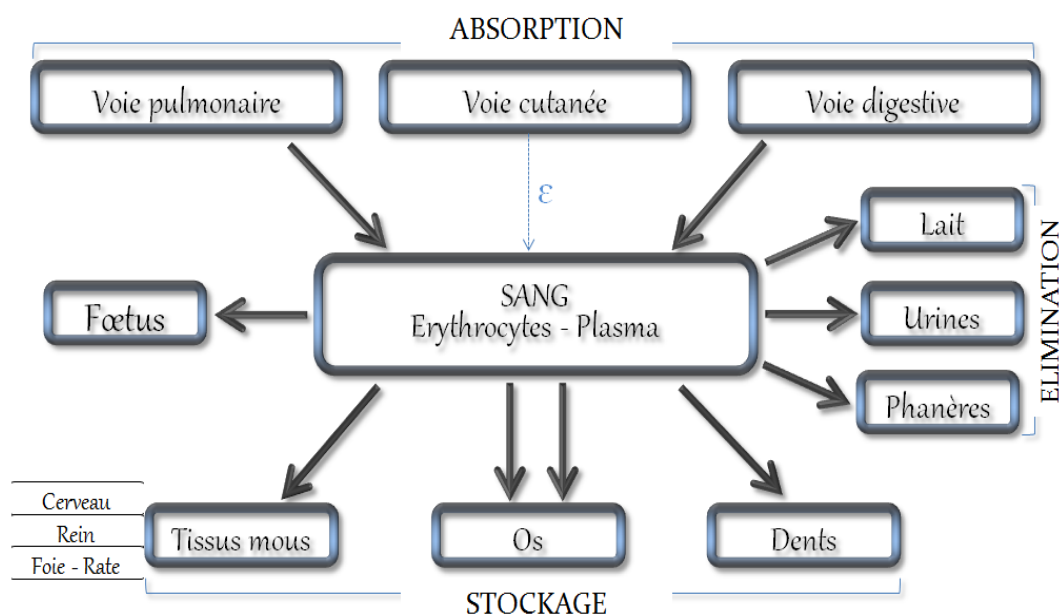 ABSORPTION
Voie pulmonaire
Voie cutanée
Voie digestive
ε
Lait
SANG
Erythrocytes - Plasma
Fœtus
Urines
Phanères
ELIMINATION
Cerveau
Rein
Foie - Rate
Tissus mous
Os
Dents
STOCKAGE